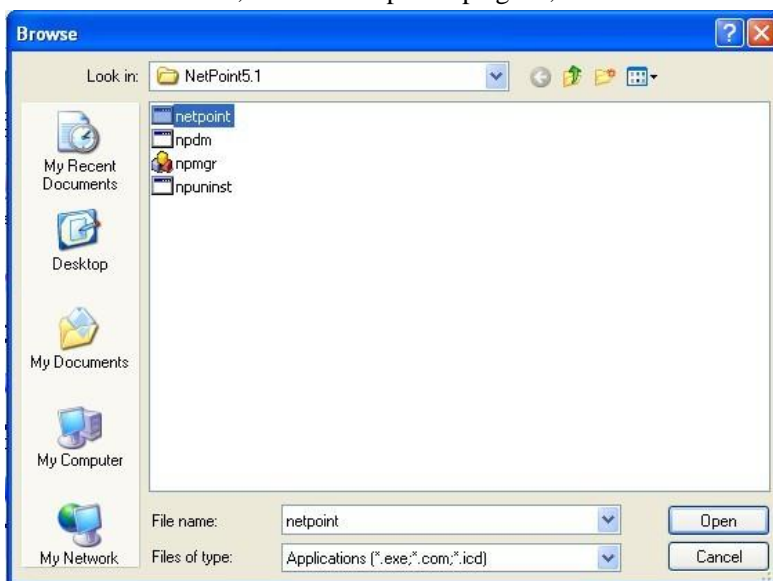 Browse
Look in: NetPoint5.1
netpoint
npdm
npmgr
npuninst
My Recent
Documents
Desktop
My Documents
My Computer
My Network
File name: netpoint Open
Files of type: Applications (*.exe;*.com;*.icd) Cancel